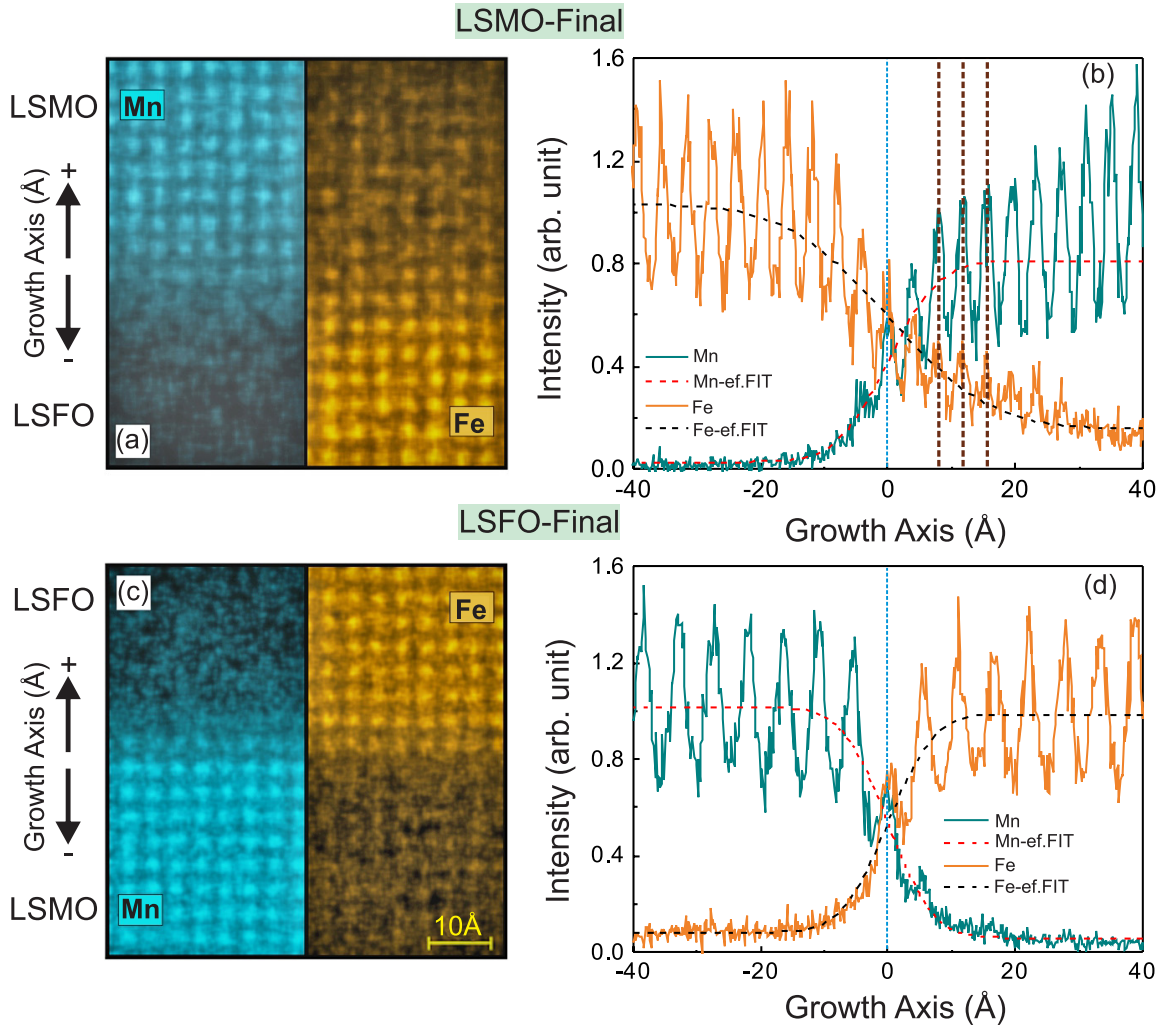 LSMO-Final
LSMO
Mn
Growth Axis (Å)
+
-
LSFO
(a)
Fe
(b)
Intensity (arb. unit)
1.6
1.2
0.8
0.4
0.0
Mn
Mn-ef.FIT
Fe
Fe-ef.FIT
-40 -20 0 20 40
Growth Axis (Å)
LSFO-Final
LSFO
(c)
Fe
Growth Axis (Å)
+
-
LSMO
Mn
10Å
(d)
Intensity (arb. unit)
1.6
1.2
0.8
0.4
0.0
Mn
Mn-ef.FIT
Fe
Fe-ef.FIT
-40 -20 0 20 40
Growth Axis (Å)